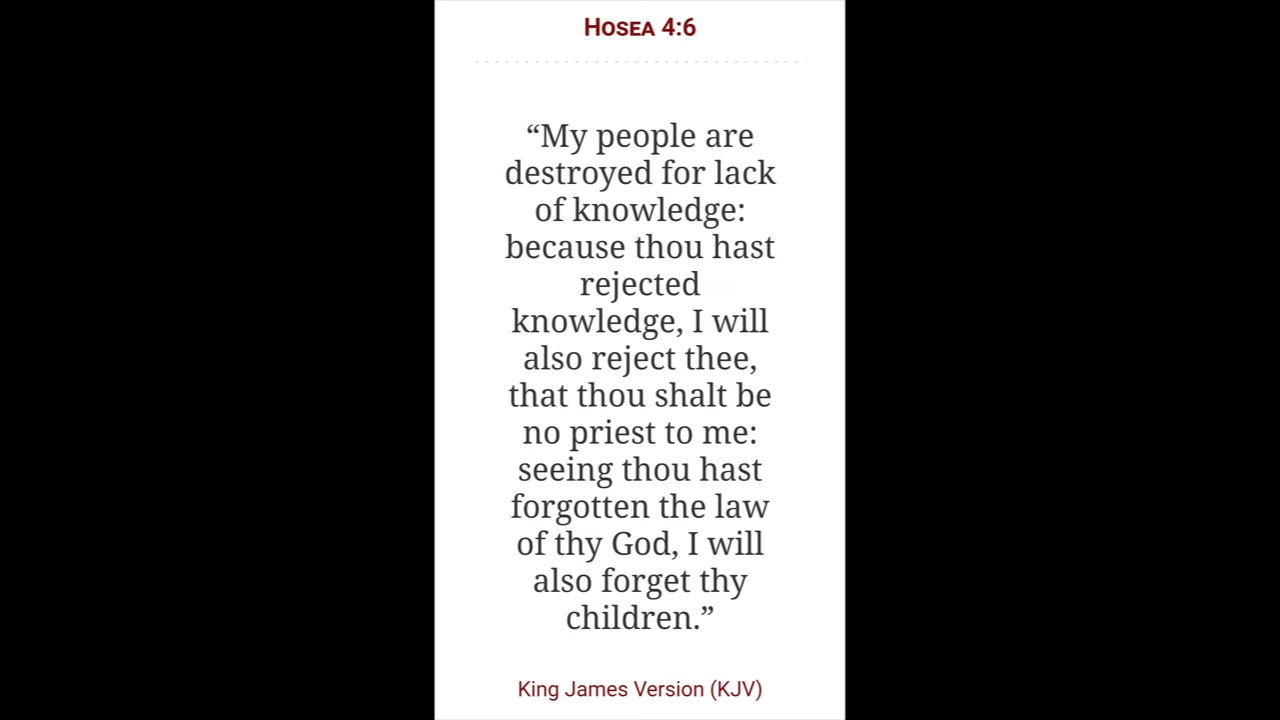 Hosea 4:6
“My people are
destroyed for lack
of knowledge:
because thou hast
rejected
knowledge, I will
also reject thee,
that thou shalt be
no priest to me:
seeing thou hast
forgotten the law
of thy God, I will
also forget thy
children.”
King James Version (KJV)